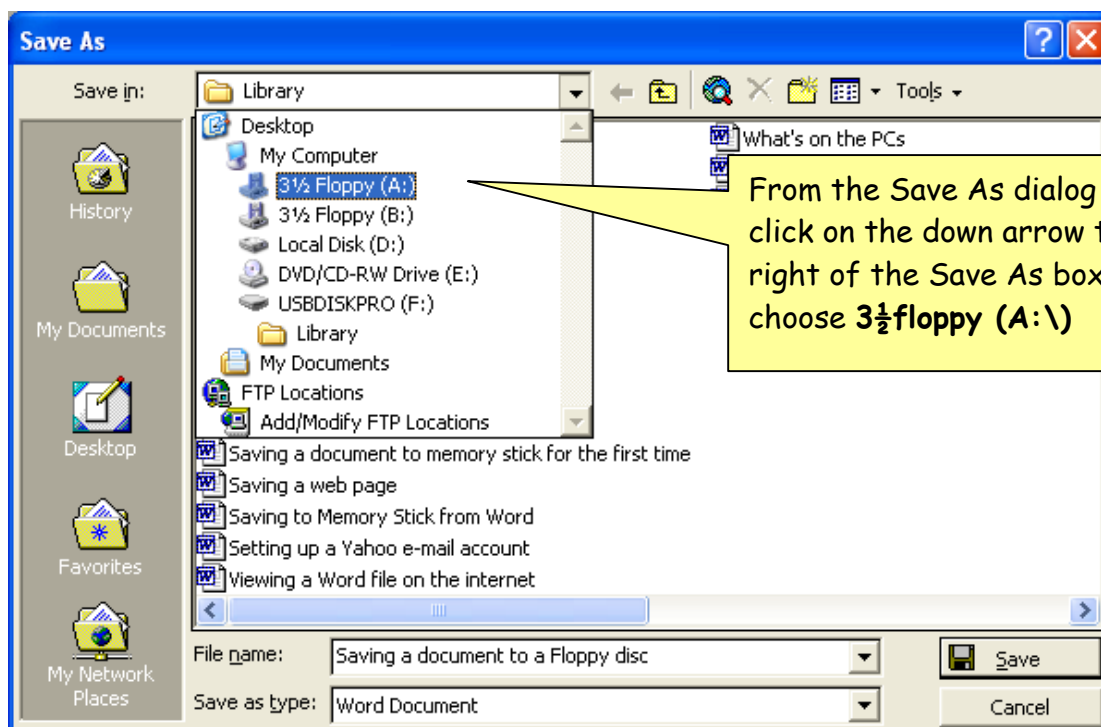 Save As
Save in:
Library
Tools
Desktop
My Computer
3½ Floppy (A:)
3½ Floppy (B:)
Local Disk (D:)
DVD/CD-RW Drive (E:)
USBDISKPRO (F:)
Library
My Documents
FTP Locations
Add/Modify FTP Locations
What's on the PCs
From the Save As dialog
click on the down arrow
right of the Save As box
choose 3½floppy (A:\)
History
My Documents
Desktop
Favorites
My Network
Places
Saving a document to memory stick for the first time
Saving a web page
Saving to Memory Stick from Word
Setting up a Yahoo e-mail account
Viewing a Word file on the internet
File name:
Saving a document to a Floppy disc
Save
Save as type:
Word Document
Cancel